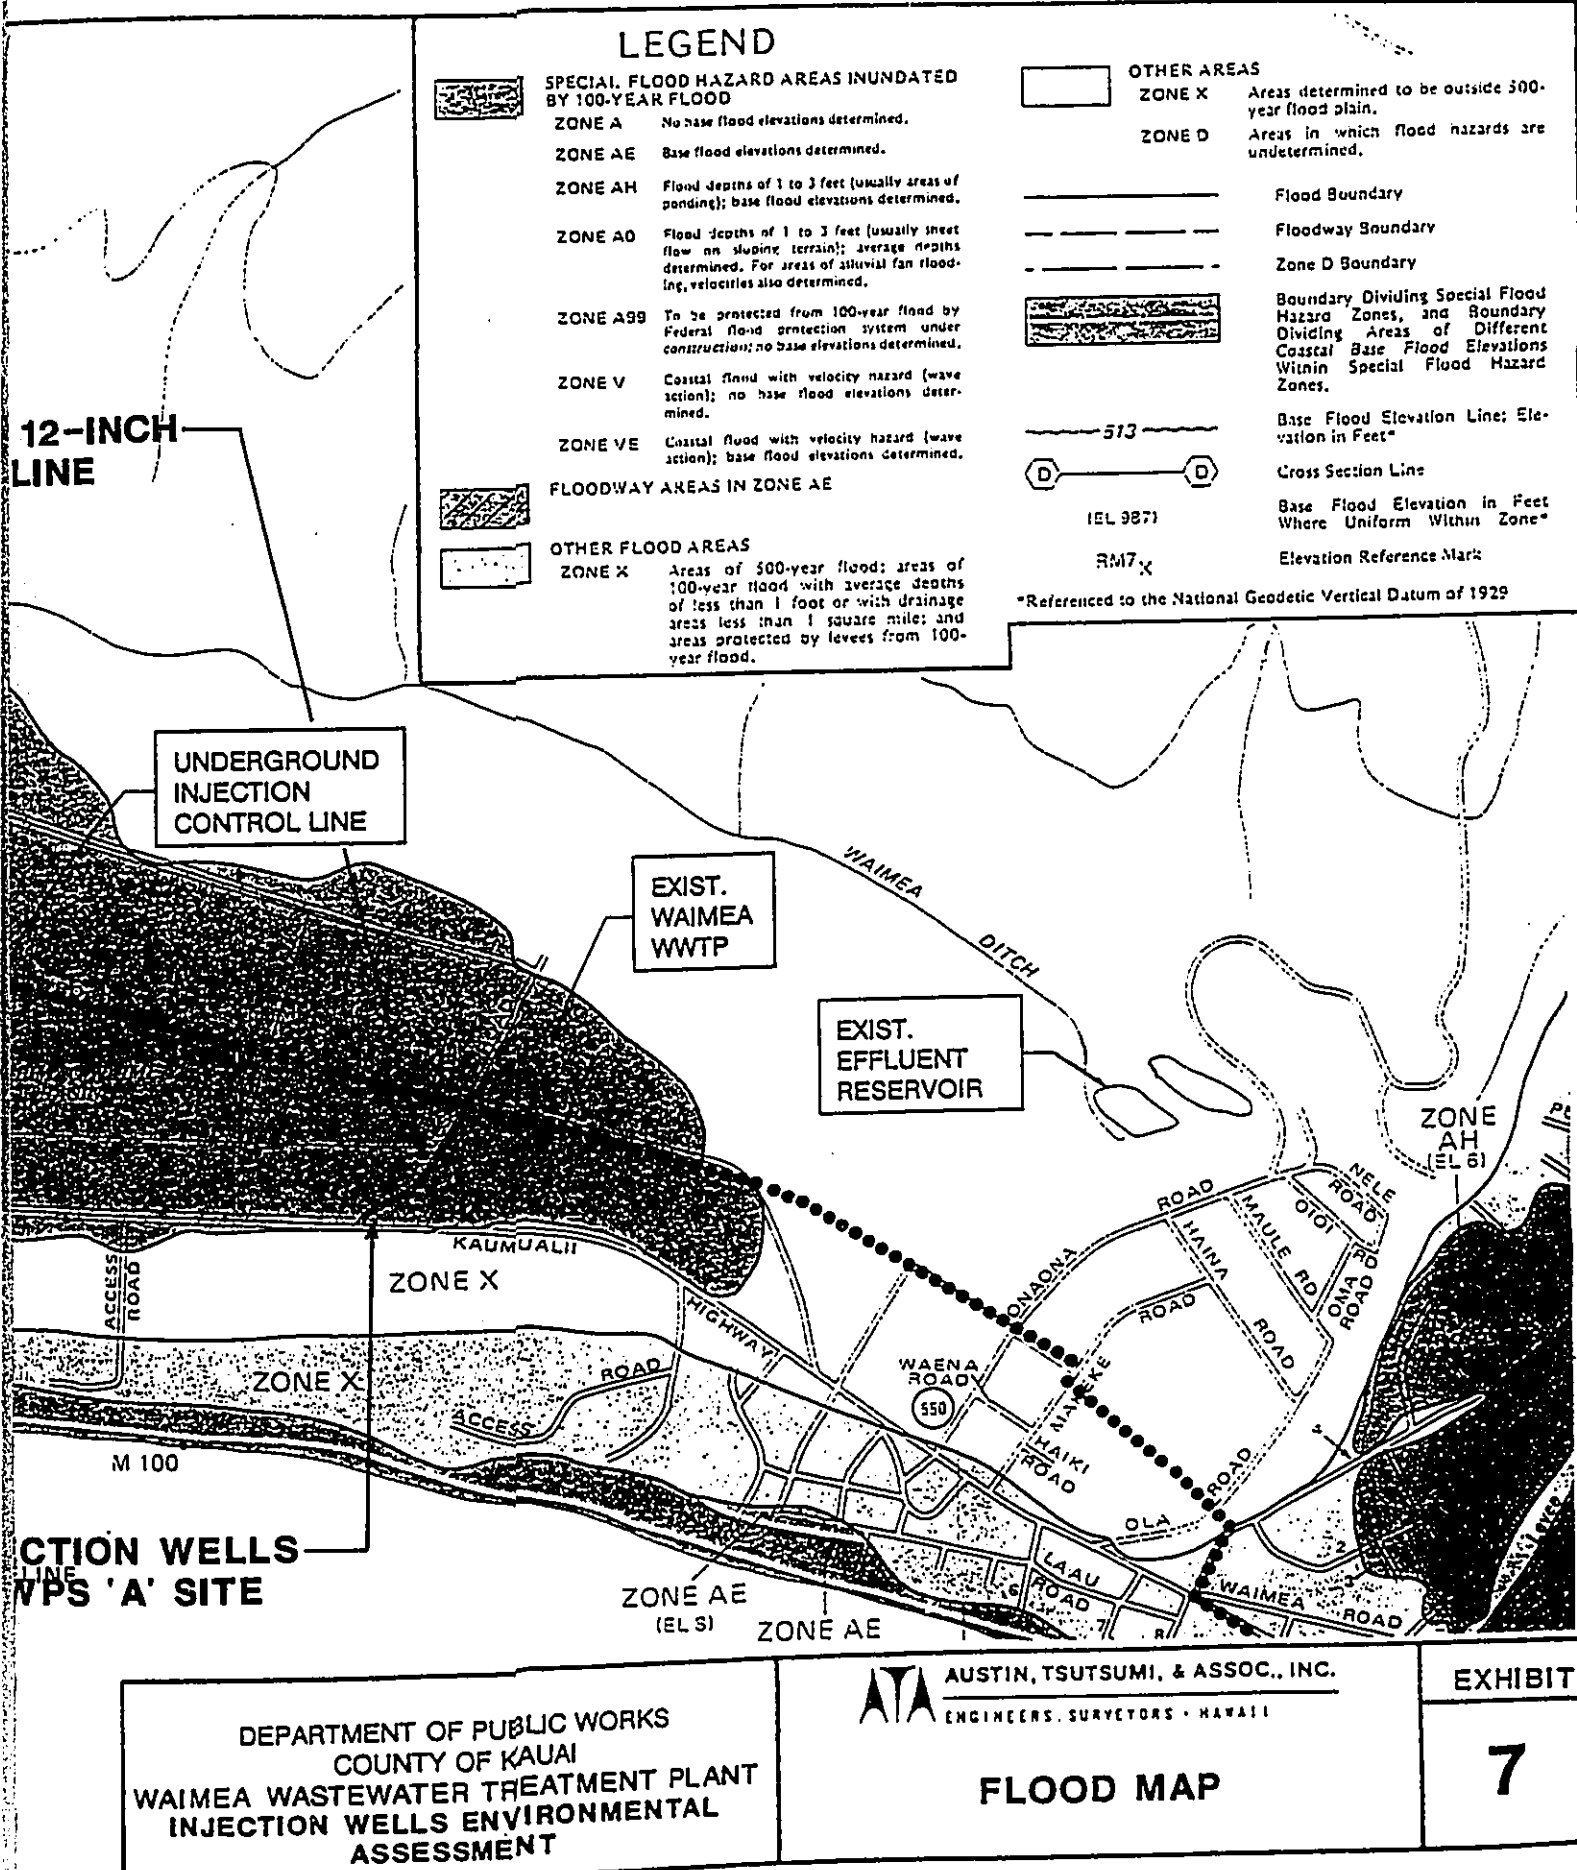 LEGEND
SPECIAL FLOOD HAZARD AREAS INUNDATED
BY 100-YEAR FLOOD
ZONE A No base flood elevations determined.
ZONE AE Base flood elevations determined.
ZONE AH Flood depths of 1 to 3 feet (usually areas of
ponding); base flood elevations determined.
ZONE AO Flood depths of 1 to 3 feet (usually sheet
flow on sloping terrain); average depths
determined. For areas of alluvial fan flood-
ing, velocities also determined.
ZONE A99 To be protected from 100-year flood by
Federal flood protection system under
construction; no base elevations determined.
ZONE V Coastal flood with velocity hazard (wave
action); no base flood elevations deter-
mined.
ZONE VE Coastal flood with velocity hazard (wave
action); base flood elevations determined.
FLOODWAY AREAS IN ZONE AE
OTHER FLOOD AREAS
ZONE X Areas of 500-year flood; areas of
100-year flood with average depths
of less than 1 foot or with drainage
areas less than 1 square mile; and
areas protected by levees from 100-
year flood.
OTHER AREAS
ZONE X Areas determined to be outside 500-
year flood plain.
ZONE D Areas in which flood hazards are
undetermined.
Flood Boundary
Floodway Boundary
Zone D Boundary
Boundary Dividing Special Flood
Hazard Zones, and Boundary
Dividing Areas of Different
Coastal Base Flood Elevations
Within Special Flood Hazard
Zones.
513
Base Flood Elevation Line; Ele-
vation in Feet*
D D
Cross Section Line
(EL 987)
Base Flood Elevation in Feet
Where Uniform Within Zone*
RM7 X
Elevation Reference Mark
*Referenced to the National Geodetic Vertical Datum of 1929
12-INCH
LINE
UNDERGROUND
INJECTION
CONTROL LINE
EXIST.
WAIMEA
WWTP
WAIMEA
DITCH
EXIST.
EFFLUENT
RESERVOIR
ZONE
AH
(EL 6)
NELE
ROAD
OTOI
RD
ROAD
MAULE
RD
HAINA
ROAD
OMA
ROAD
ONAONA
ROAD
KAUMUALII
HIGHWAY
ACCESS
ROAD
ZONE X
ZONE X
ROAD
ACCESS
WAENA
ROAD
550
MAKEKE
HAIKI
ROAD
ROAD
OLA
M 100
CTION WELLS
LINE
WPS 'A' SITE
ZONE AE
(EL 5)
ZONE AE
LAAU
ROAD
6
7
8
2
3
WAIMEA
ROAD
DEPARTMENT OF PUBLIC WORKS
COUNTY OF KAUAI
WAIMEA WASTEWATER TREATMENT PLANT
INJECTION WELLS ENVIRONMENTAL
ASSESSMENT
ATA
AUSTIN, TSUTSUMI, & ASSOC., INC.
ENGINEERS, SURVEYORS • HAWAII
FLOOD MAP
EXHIBIT
7